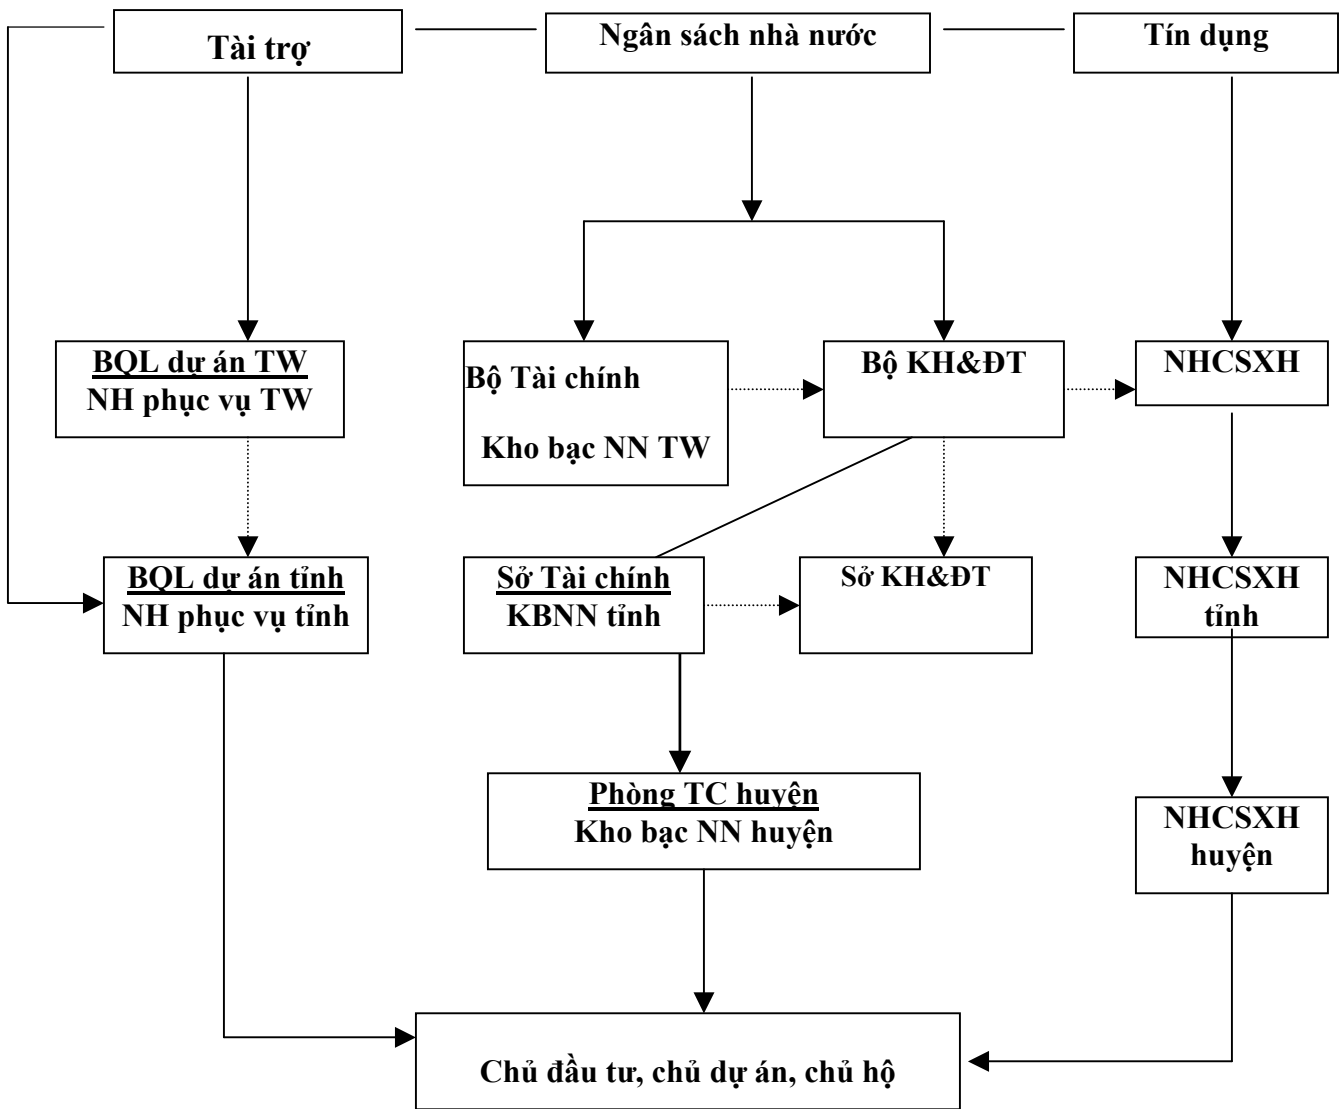 Tài trợ
Ngân sách nhà nước
Tín dụng
BQL dự án TW
NH phục vụ TW
Bộ Tài chính
Kho bạc NN TW
Bộ KH&ĐT
NHCSXH
BQL dự án tỉnh
NH phục vụ tỉnh
Sở Tài chính
KBNN tỉnh
Sở KH&ĐT
NHCSXH
tỉnh
Phòng TC huyện
Kho bạc NN huyện
NHCSXH
huyện
Chủ đầu tư, chủ dự án, chủ hộ